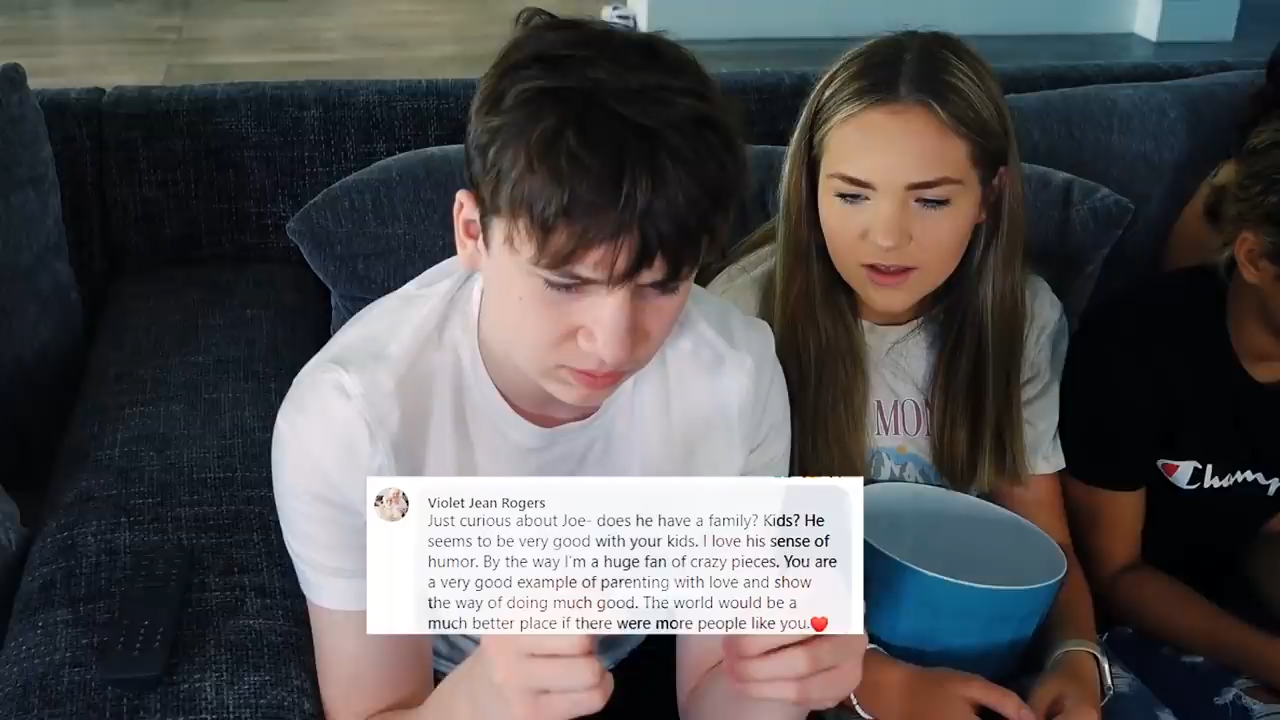 Violet Jean Rogers
Just curious about Joe- does he have a family? Kids? He
seems to be very good with your kids. I love his sense of
humor. By the way I'm a huge fan of crazy pieces. You are
a very good example of parenting with love and show
the way of doing much good. The world would be a
much better place if there were more people like you.❤️
MON
Champ